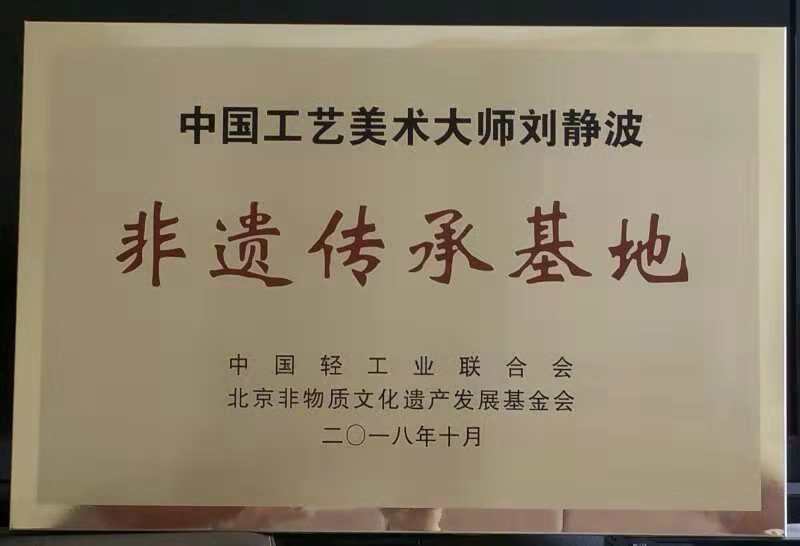 中国工艺美术大师刘静波
非遗传承基地
中国轻工业联合会
北京非物质文化遗产发展基金会
二〇一八年十月